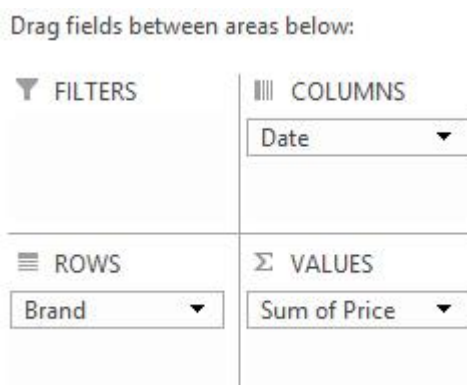 Drag fields between areas below:
FILTERS
COLUMNS
Date
ROWS
Σ VALUES
Brand
Sum of Price